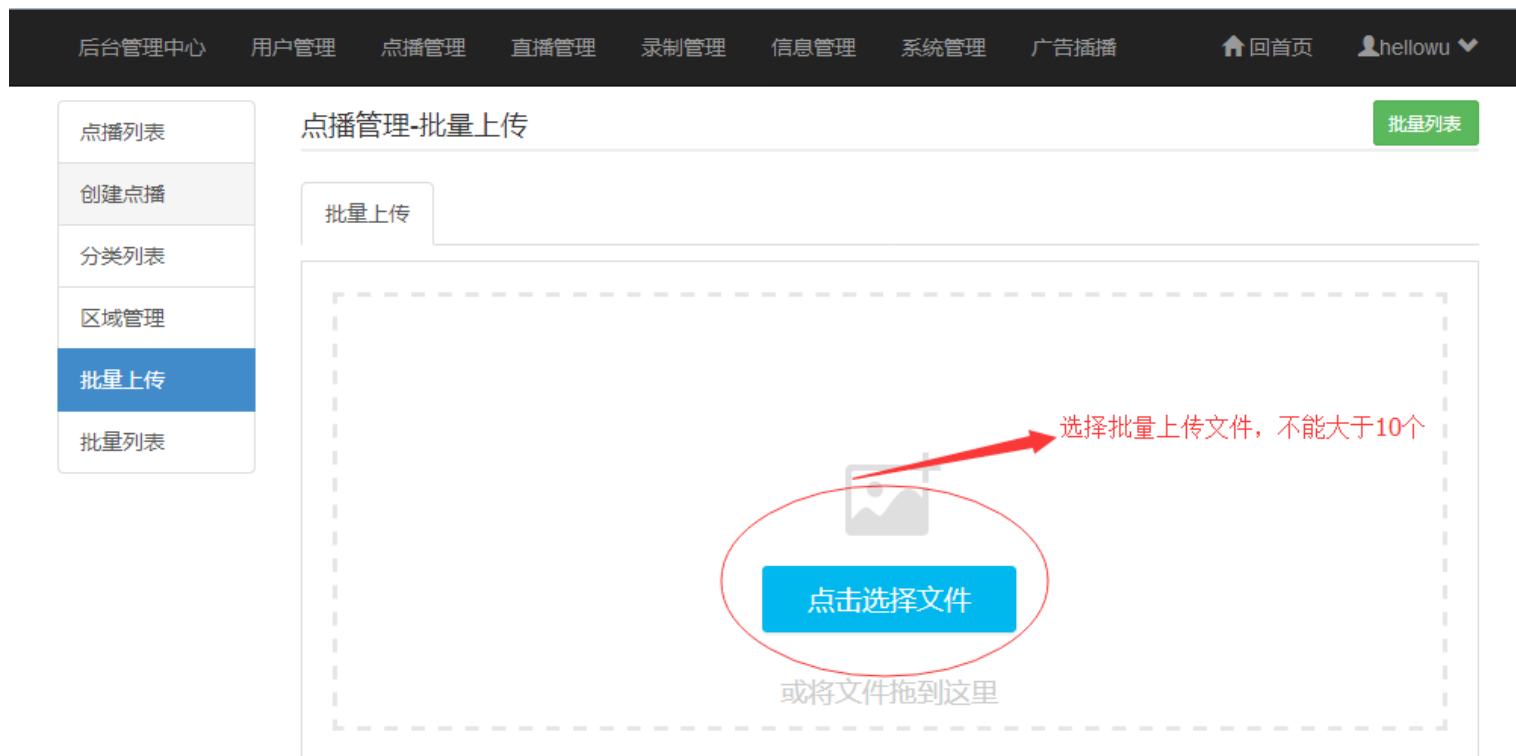 后台管理中心 用户管理 点播管理 直播管理 录制管理 信息管理 系统管理 广告插播 回首页 hellowu
点播列表
创建点播
分类列表
区域管理
批量上传
批量列表
点播管理-批量上传
批量列表
批量上传
选择批量上传文件，不能大于10个
点击选择文件
或将文件拖到这里